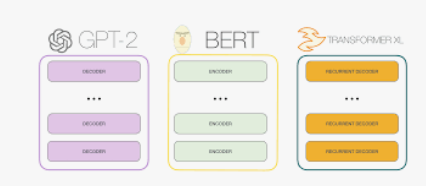 GPT-2
DECODER
...
DECODER
DECODER
BERT
ENCODER
...
ENCODER
ENCODER
TRANSFORMER XL
RECURRENT DECODER
...
RECURRENT DECODER
RECURRENT DECODER